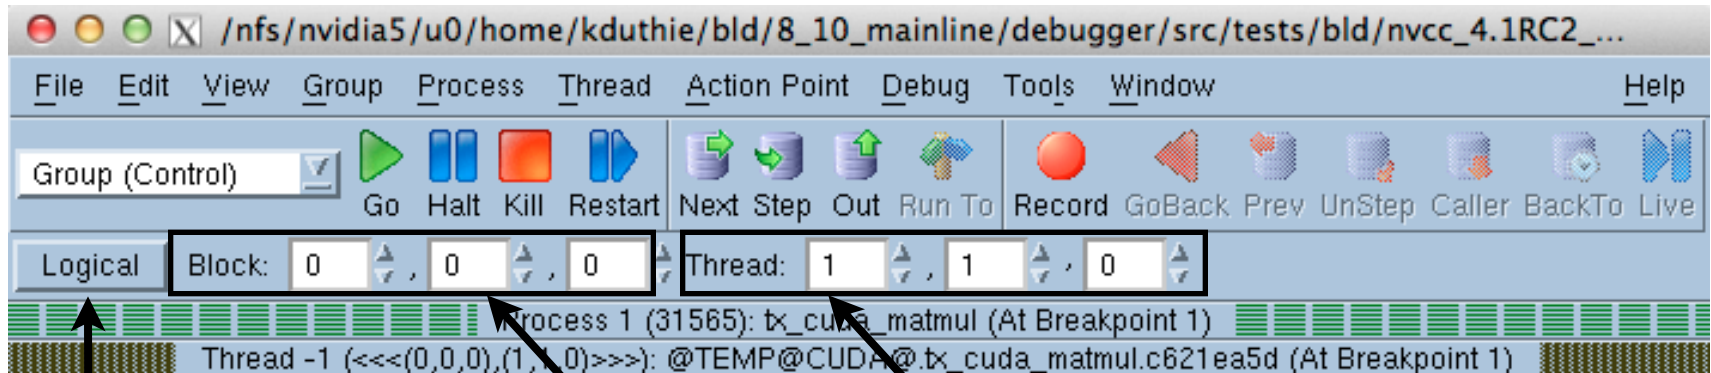 /nfs/nvidia5/u0/home/kduthie/bld/8_10_mainline/debugger/src/tests/bld/nvcc_4.1RC2_...
File Edit View Group Process Thread Action Point Debug Tools Window Help
Group (Control) Go Halt Kill Restart Next Step Out Run To Record GoBack Prev UnStep Caller BackTo Live
Logical Block: 0 , 0 , 0 Thread: 1 , 1 , 0
Process 1 (31565): tx_cuda_matmul (At Breakpoint 1)
Thread -1 (<<<(0,0,0),(1,1,0)>>>): @TEMP@CUDA@.tx_cuda_matmul.c621ea5d (At Breakpoint 1)